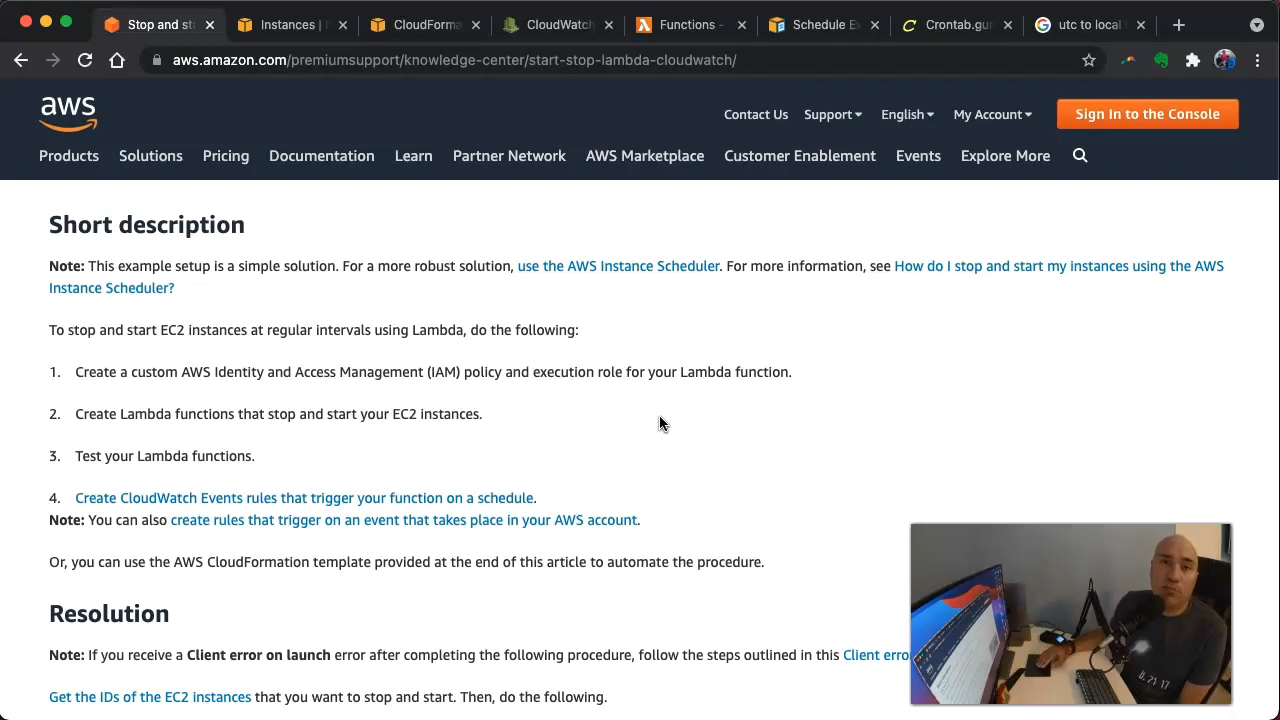 Stop and st
Instances |
CloudForma
CloudWatch
Functions -
Schedule Ex
Crontab.gur
utc to local
aws.amazon.com/premiumsupport/knowledge-center/start-stop-lambda-cloudwatch/
aws
Contact Us
Support
English
My Account
Sign In to the Console
Products
Solutions
Pricing
Documentation
Learn
Partner Network
AWS Marketplace
Customer Enablement
Events
Explore More
Short description
Note: This example setup is a simple solution. For a more robust solution, use the AWS Instance Scheduler. For more information, see How do I stop and start my instances using the AWS
Instance Scheduler?
To stop and start EC2 instances at regular intervals using Lambda, do the following:
1. Create a custom AWS Identity and Access Management (IAM) policy and execution role for your Lambda function.
2. Create Lambda functions that stop and start your EC2 instances.
3. Test your Lambda functions.
4. Create CloudWatch Events rules that trigger your function on a schedule.
Note: You can also create rules that trigger on an event that takes place in your AWS account.
Or, you can use the AWS CloudFormation template provided at the end of this article to automate the procedure.
Resolution
Note: If you receive a Client error on launch error after completing the following procedure, follow the steps outlined in this Client erro
Get the IDs of the EC2 instances that you want to stop and start. Then, do the following.